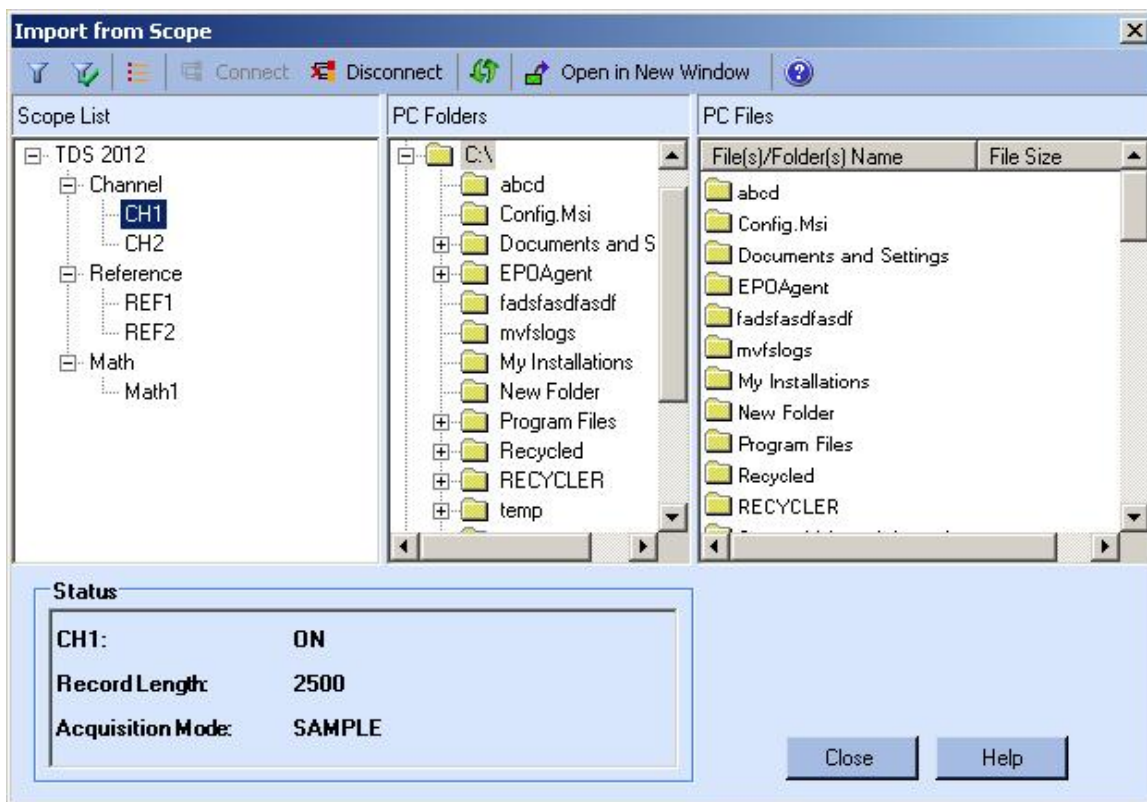 Import from Scope
Connect Disconnect Open in New Window
Scope List
TDS 2012
Channel
CH1
CH2
Reference
REF1
REF2
Math
Math1
PC Folders
C:\
abcd
Config.Msi
Documents and S
EPOAgent
fadsfasdfasdf
mvfslogs
My Installations
New Folder
Program Files
Recycled
RECYCLER
temp
PC Files
File(s)/Folder(s) Name File Size
abcd
Config.Msi
Documents and Settings
EPOAgent
fadsfasdfasdf
mvfslogs
My Installations
New Folder
Program Files
Recycled
RECYCLER
Status
CH1: ON
Record Length: 2500
Acquisition Mode: SAMPLE
Close Help